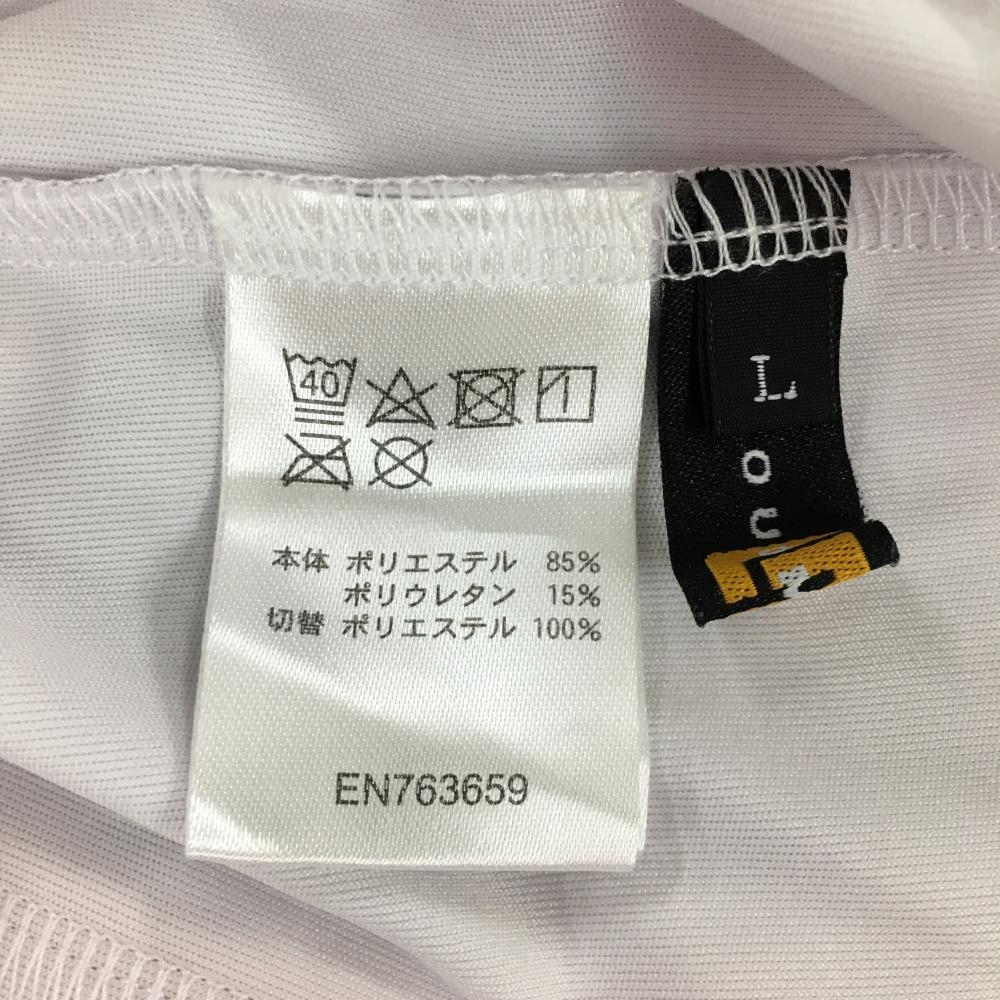 40
本体 ポリエステル 85%
ポリウレタン 15%
切替 ポリエステル 100%
EN763659
L